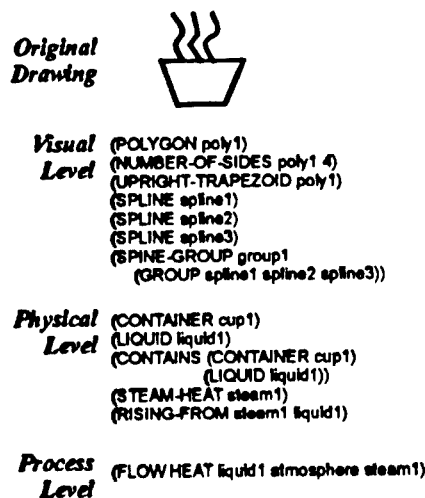 Original
Drawing
Visual
Level
(POLYGON poly1)
(NUMBER-OF-SIDES poly1 4)
(UPRIGHT-TRAPEZOID poly1)
(SPLINE spline1)
(SPLINE spline2)
(SPLINE spline3)
(SPINE-GROUP group1
(GROUP spline1 spline2 spline3))
Physical
Level
(CONTAINER cup1)
(LIQUID liquid1)
(CONTAINS (CONTAINER cup1)
(LIQUID liquid1))
(STEAM-HEAT steam1)
(RISING-FROM steam1 liquid1)
Process
Level
(FLOW HEAT liquid1 atmosphere steam1)